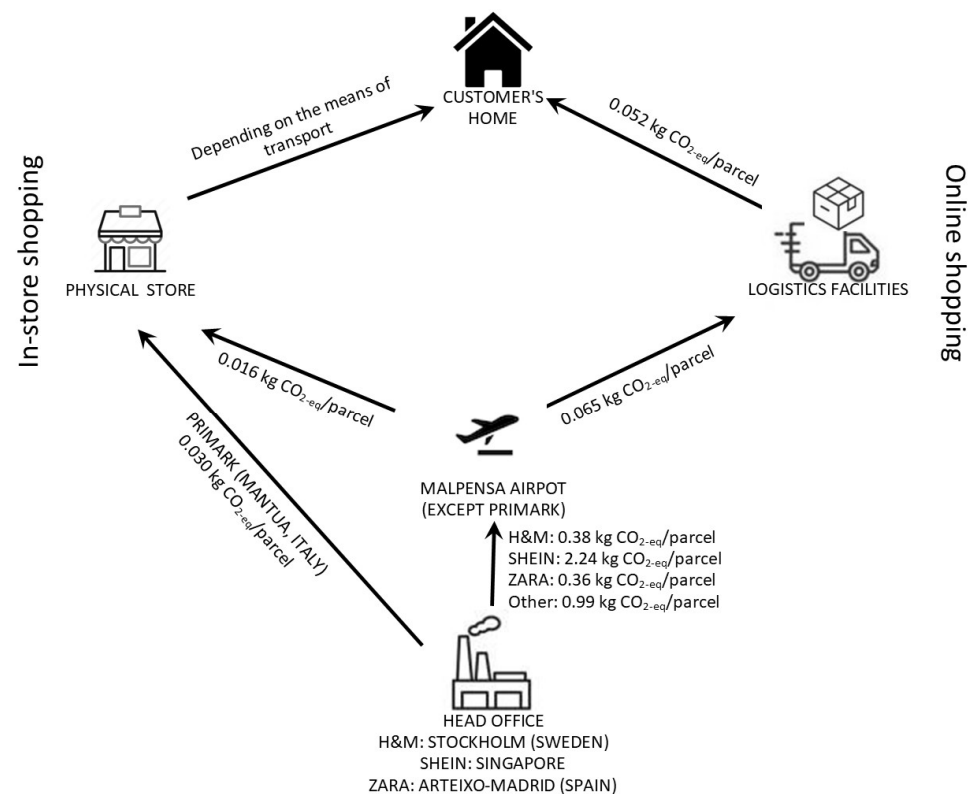 CUSTOMER'S
HOME
Depending on the means of
transport
0.052 kg CO2-eq/parcel
In-store shopping
Online shopping
PHYSICAL STORE
LOGISTICS FACILITIES
0.016 kg CO2-eq/parcel
0.065 kg CO2-eq/parcel
PRIMARK (MANTUA, ITALY)
0.030 kg CO2-eq/parcel
MALPENSA AIRPOT
(EXCEPT PRIMARK)
H&M: 0.38 kg CO2-eq/parcel
SHEIN: 2.24 kg CO2-eq/parcel
ZARA: 0.36 kg CO2-eq/parcel
Other: 0.99 kg CO2-eq/parcel
HEAD OFFICE
H&M: STOCKHOLM (SWEDEN)
SHEIN: SINGAPORE
ZARA: ARTEIXO-MADRID (SPAIN)